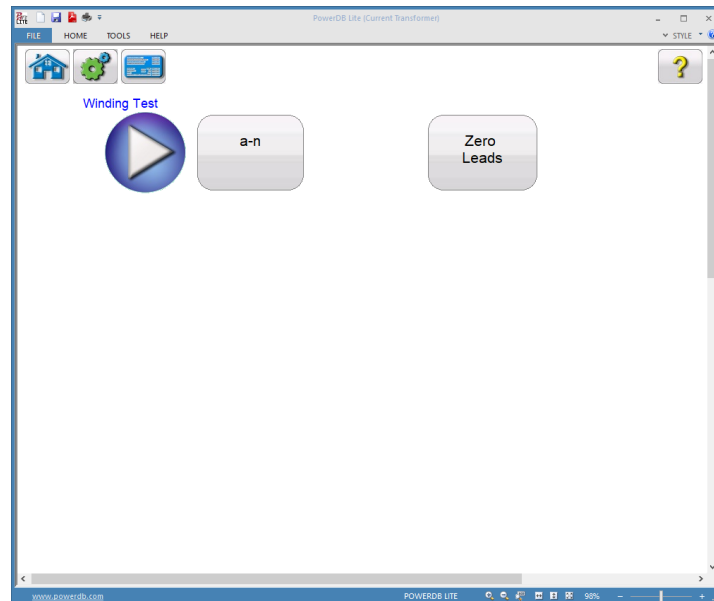 PowerDB Lite (Current Transformer)
FILE HOME TOOLS HELP
STYLE
Winding Test
a-n
Zero
Leads
www.powerdb.com
POWERDB LITE
98%